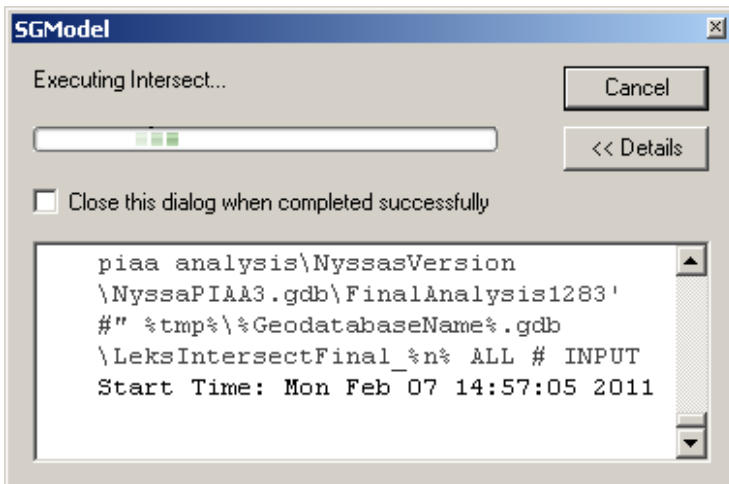 SGModel
Executing Intersect...
Cancel
<< Details
Close this dialog when completed successfully
piaa analysis\NyssasVersion
\NyssaPIAA3.gdb\FinalAnalysis1283'
#" %tmp%\%GeodatabaseName%.gdb
\LeksIntersectFinal_%n% ALL # INPUT
Start Time: Mon Feb 07 14:57:05 2011